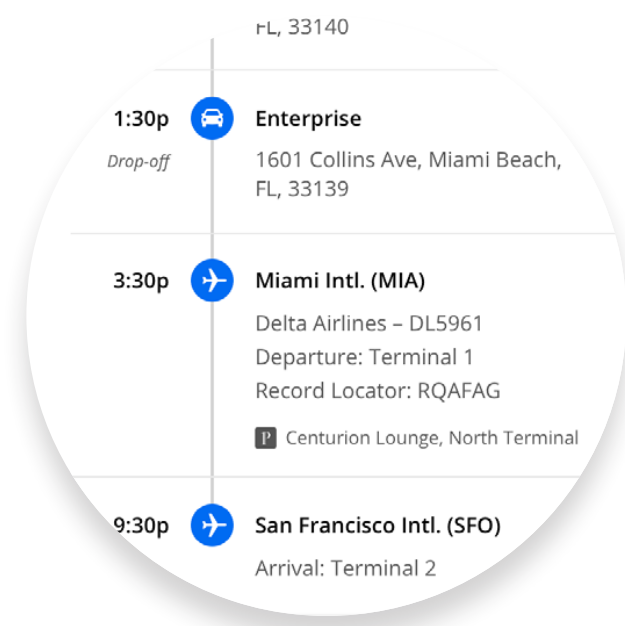 FL, 33140
1:30p Enterprise
Drop-off 1601 Collins Ave, Miami Beach,
FL, 33139
3:30p Miami Intl. (MIA)
Delta Airlines – DL5961
Departure: Terminal 1
Record Locator: RQAFAG
P Centurion Lounge, North Terminal
9:30p San Francisco Intl. (SFO)
Arrival: Terminal 2